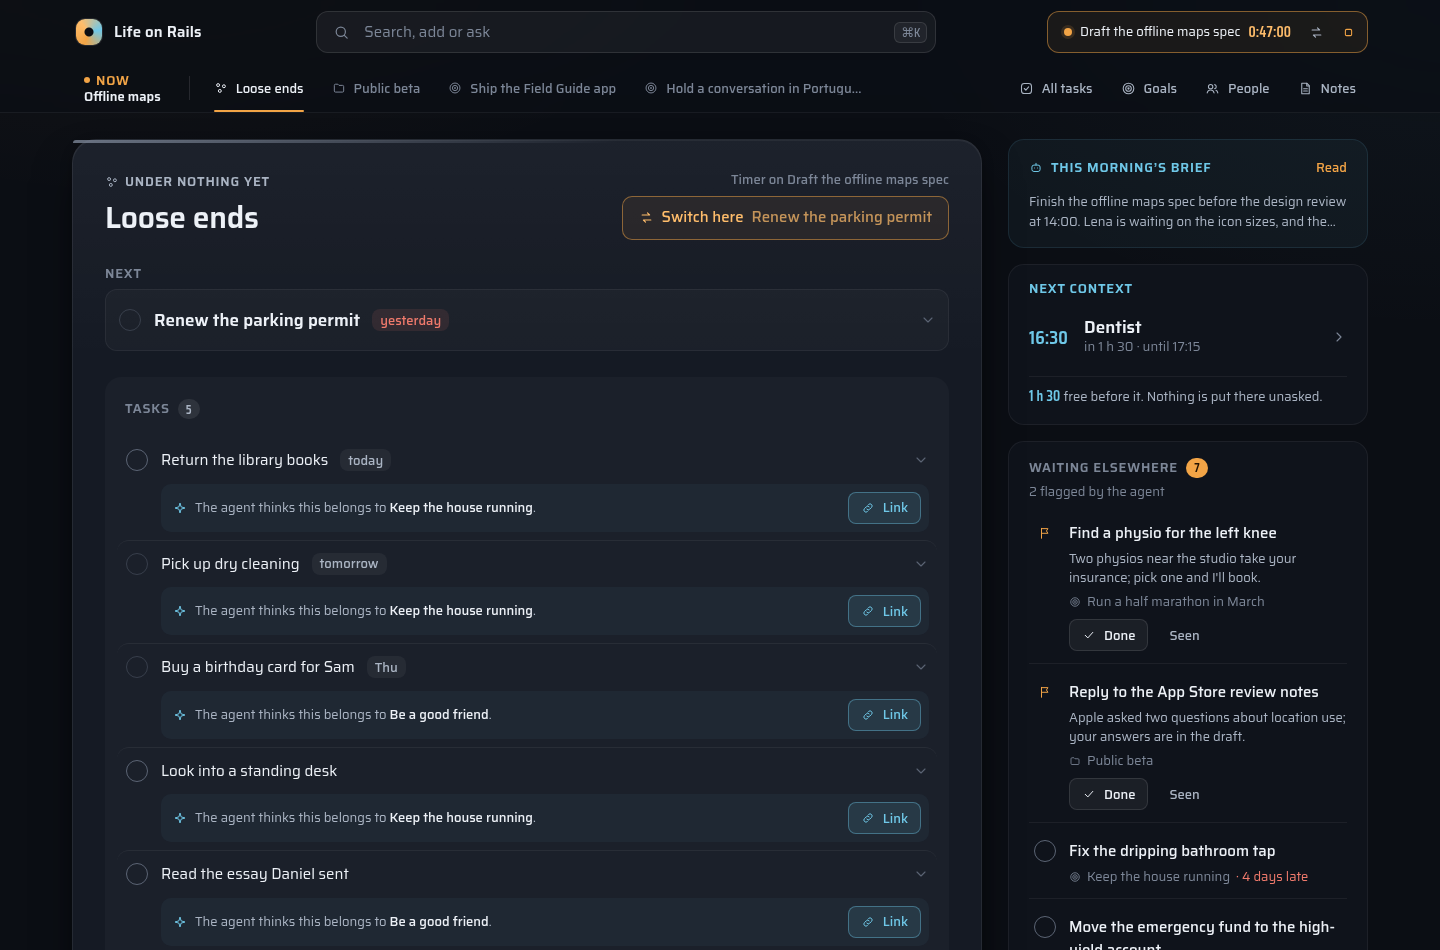 Life on Rails
Search, add or ask
⌘K
Draft the offline maps spec 0:47:00
NOW
Offline maps
Loose ends
Public beta
Ship the Field Guide app
Hold a conversation in Portugu…
All tasks
Goals
People
Notes
UNDER NOTHING YET
Loose ends
Timer on Draft the offline maps spec
Switch here Renew the parking permit
NEXT
Renew the parking permit yesterday
TASKS 5
Return the library books today
The agent thinks this belongs to Keep the house running.
Link
Pick up dry cleaning tomorrow
The agent thinks this belongs to Keep the house running.
Link
Buy a birthday card for Sam Thu
The agent thinks this belongs to Be a good friend.
Link
Look into a standing desk
The agent thinks this belongs to Keep the house running.
Link
Read the essay Daniel sent
The agent thinks this belongs to Be a good friend.
Link
THIS MORNING'S BRIEF
Read
Finish the offline maps spec before the design review
at 14:00. Lena is waiting on the icon sizes, and the…
NEXT CONTEXT
16:30
Dentist
in 1 h 30 · until 17:15
1 h 30 free before it. Nothing is put there unasked.
WAITING ELSEWHERE 7
2 flagged by the agent
Find a physio for the left knee
Two physios near the studio take your
insurance; pick one and I'll book.
Run a half marathon in March
Done
Seen
Reply to the App Store review notes
Apple asked two questions about location use;
your answers are in the draft.
Public beta
Done
Seen
Fix the dripping bathroom tap
Keep the house running · 4 days late
Move the emergency fund to the high-
yield account